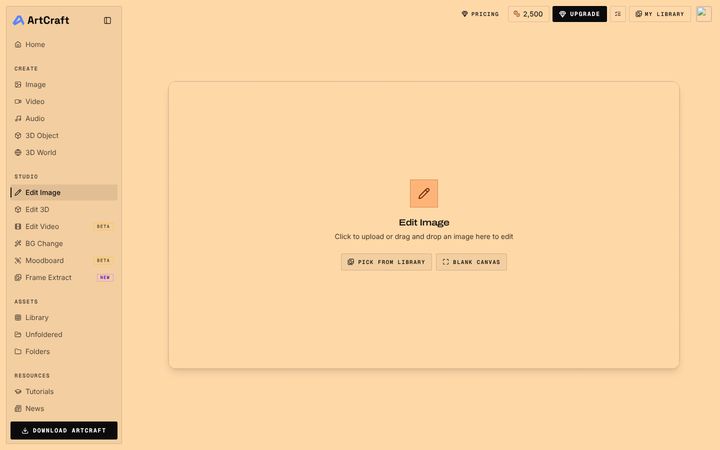 ArtCraft
PRICING
2,500
UPGRADE
MY LIBRARY
Home
CREATE
Image
Video
Audio
3D Object
3D World
STUDIO
Edit Image
Edit 3D
Edit Video BETA
BG Change
Moodboard BETA
Frame Extract NEW
ASSETS
Library
Unfoldered
Folders
RESOURCES
Tutorials
News
DOWNLOAD ARTCRAFT
Edit Image
Click to upload or drag and drop an image here to edit
PICK FROM LIBRARY
BLANK CANVAS